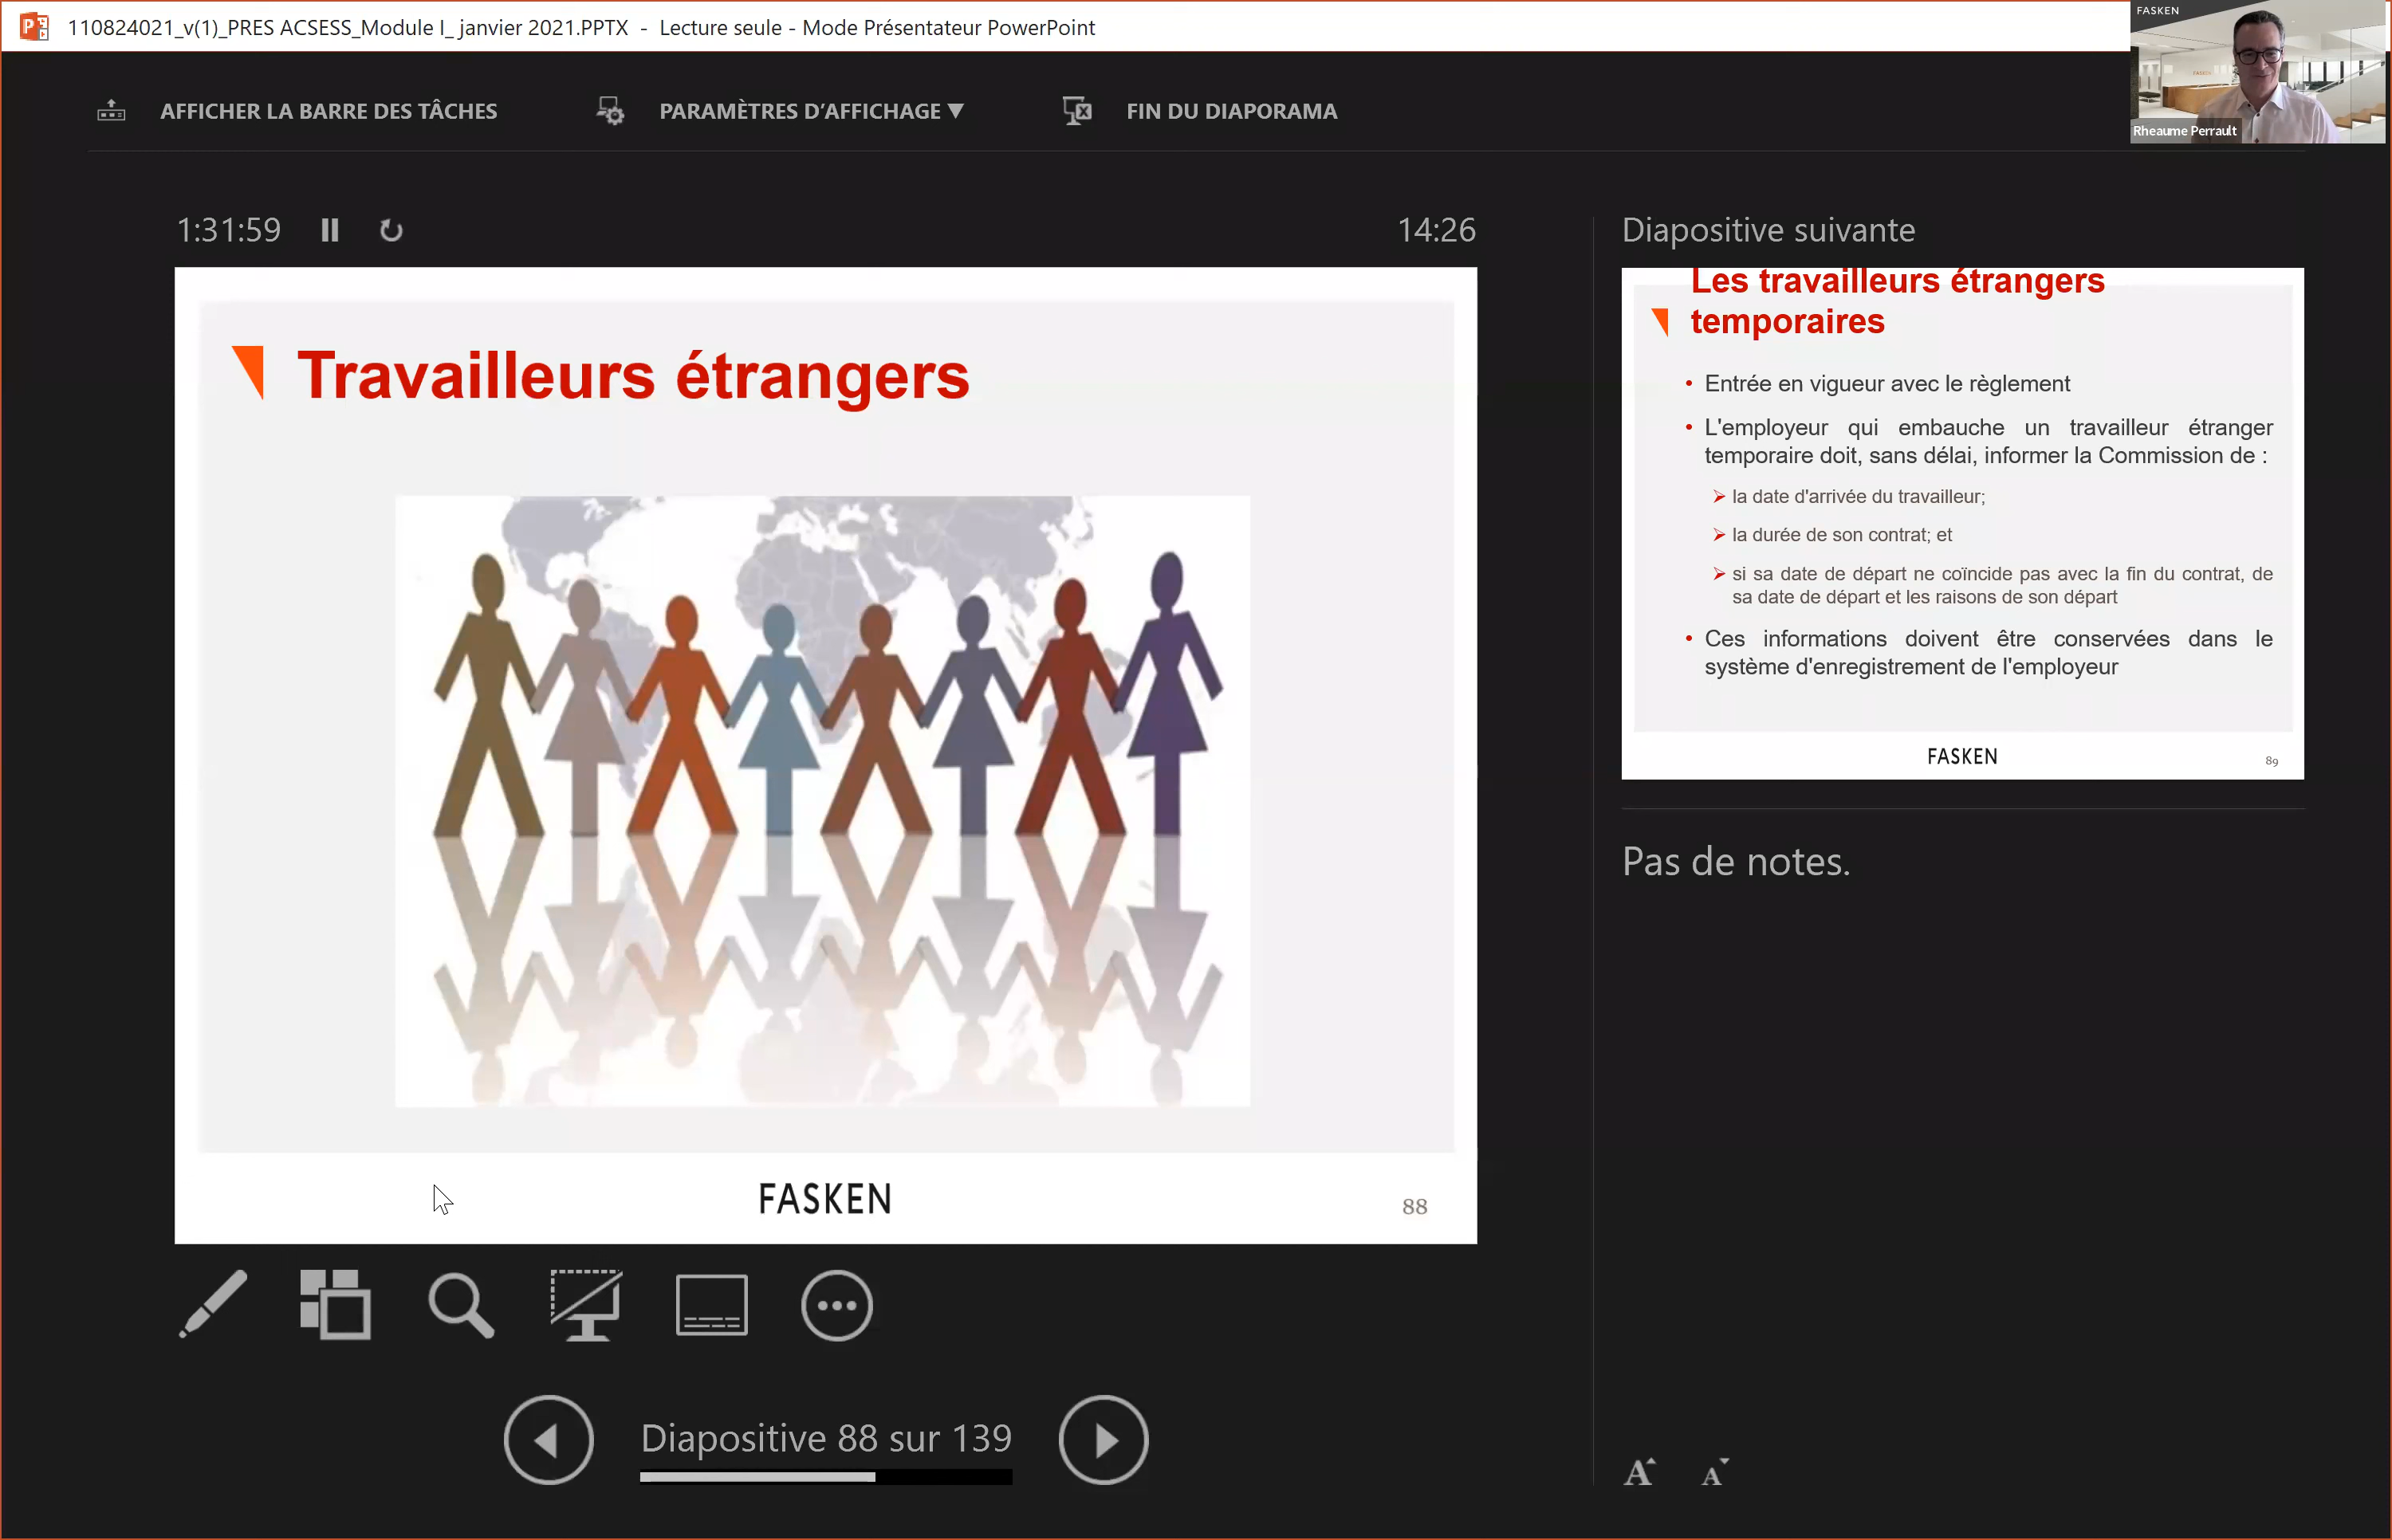 110824021_v(1)_PRES ACSESS_Module I_ janvier 2021.PPTX - Lecture seule - Mode Présentateur PowerPoint
FASKEN
Rheaume Perrault
AFFICHER LA BARRE DES TÂCHES
PARAMÈTRES D’AFFICHAGE ▼
FIN DU DIAPORAMA
1:31:59
14:26
Travailleurs étrangers
FASKEN
88
Diapositive 88 sur 139
Diapositive suivante
Les travailleurs étrangers
temporaires
• Entrée en vigueur avec le règlement
• L'employeur qui embauche un travailleur étranger
temporaire doit, sans délai, informer la Commission de :
➢ la date d'arrivée du travailleur;
➢ la durée de son contrat; et
➢ si sa date de départ ne coïncide pas avec la fin du contrat, de
sa date de départ et les raisons de son départ
• Ces informations doivent être conservées dans le
système d'enregistrement de l'employeur
FASKEN
89
Pas de notes.
A A